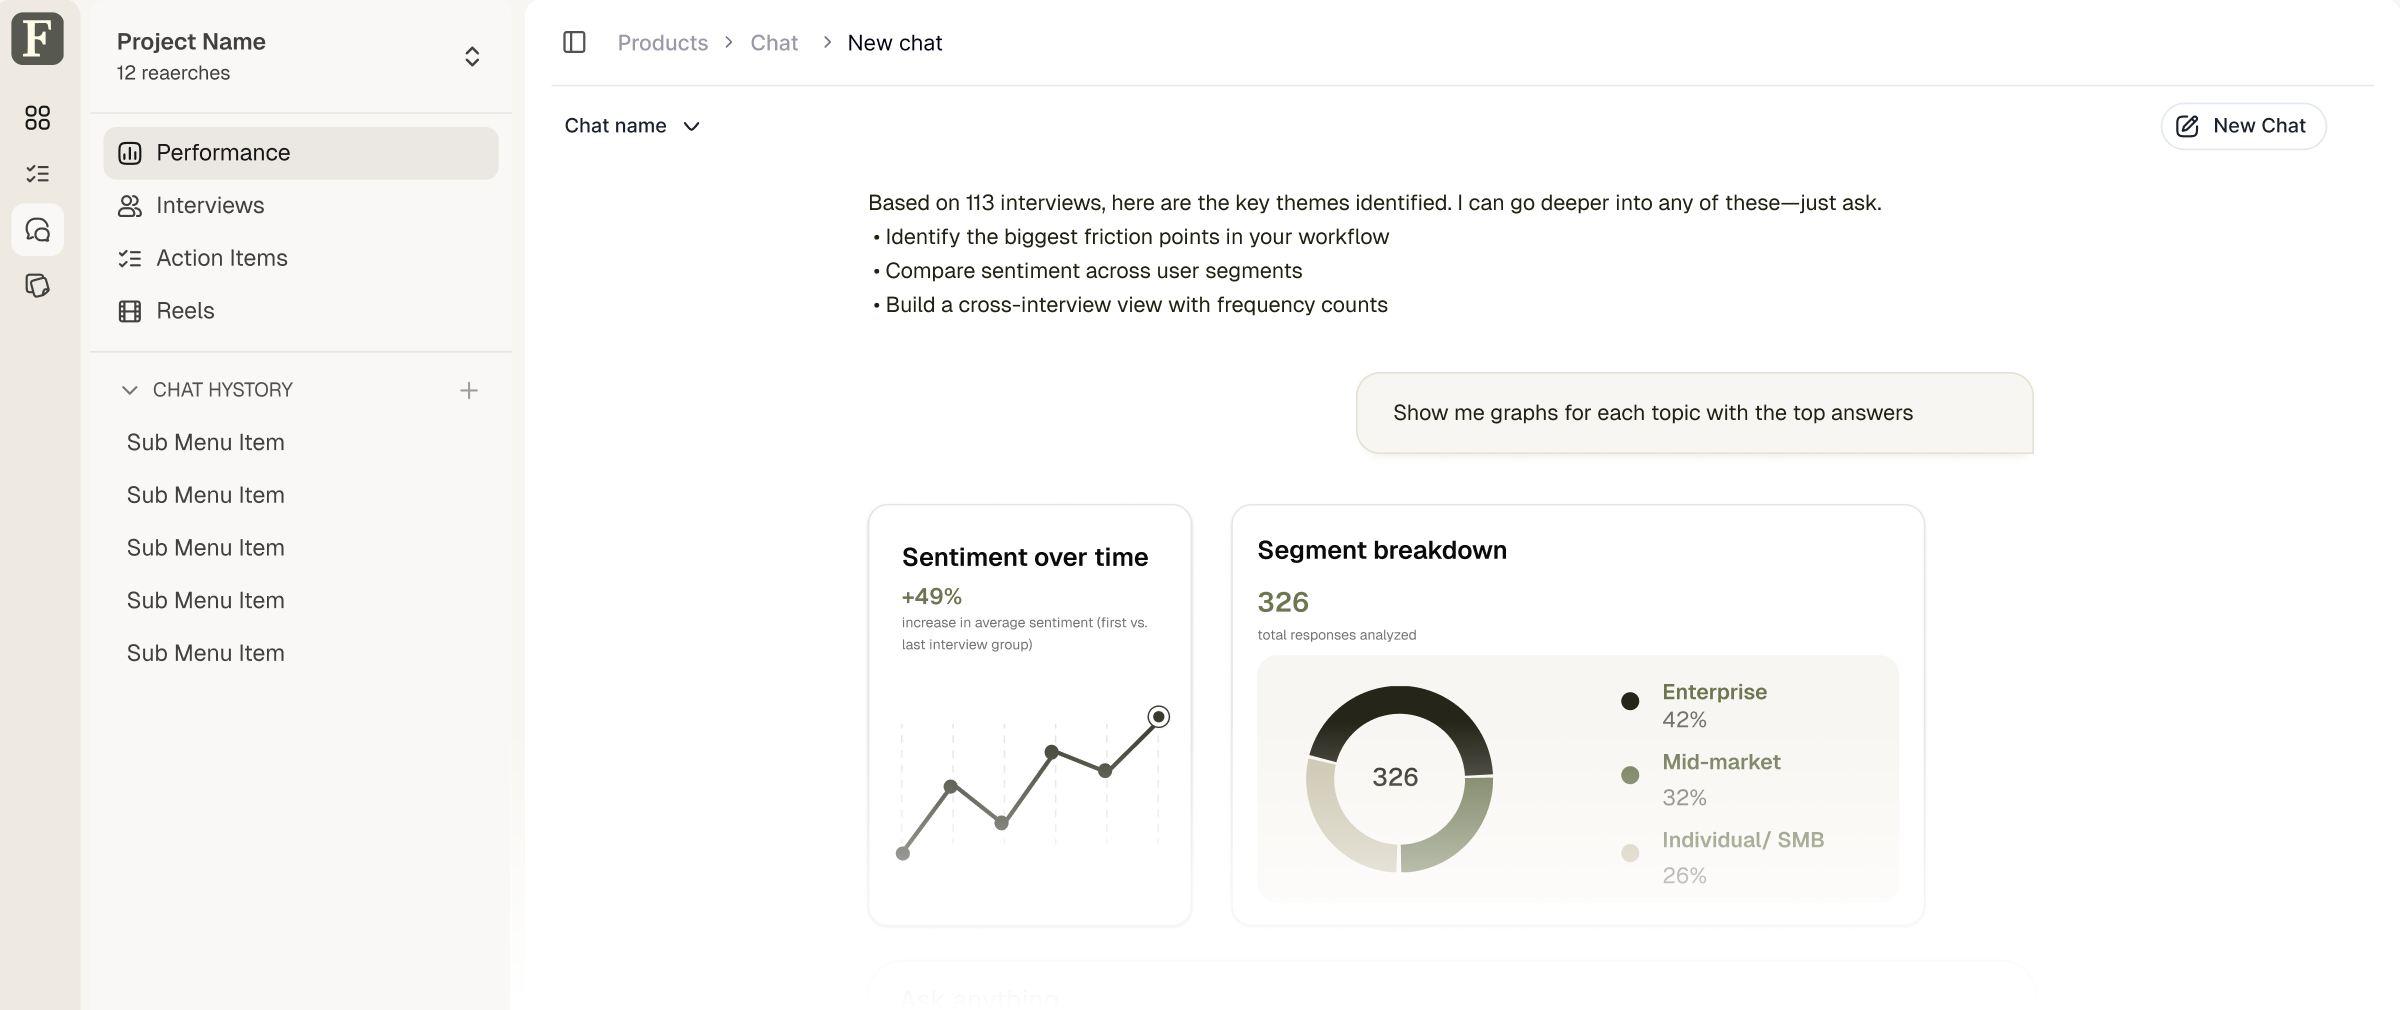 F
Project Name
12 reaerches
Performance
Interviews
Action Items
Reels
CHAT HYSTORY
Sub Menu Item
Sub Menu Item
Sub Menu Item
Sub Menu Item
Sub Menu Item
Products > Chat > New chat
Chat name
New Chat
Based on 113 interviews, here are the key themes identified. I can go deeper into any of these—just ask.
• Identify the biggest friction points in your workflow
• Compare sentiment across user segments
• Build a cross-interview view with frequency counts
Show me graphs for each topic with the top answers
Sentiment over time
+49%
increase in average sentiment (first vs.
last interview group)
Segment breakdown
326
total responses analyzed
326
Enterprise
42%
Mid-market
32%
Individual/ SMB
26%
Ask anything